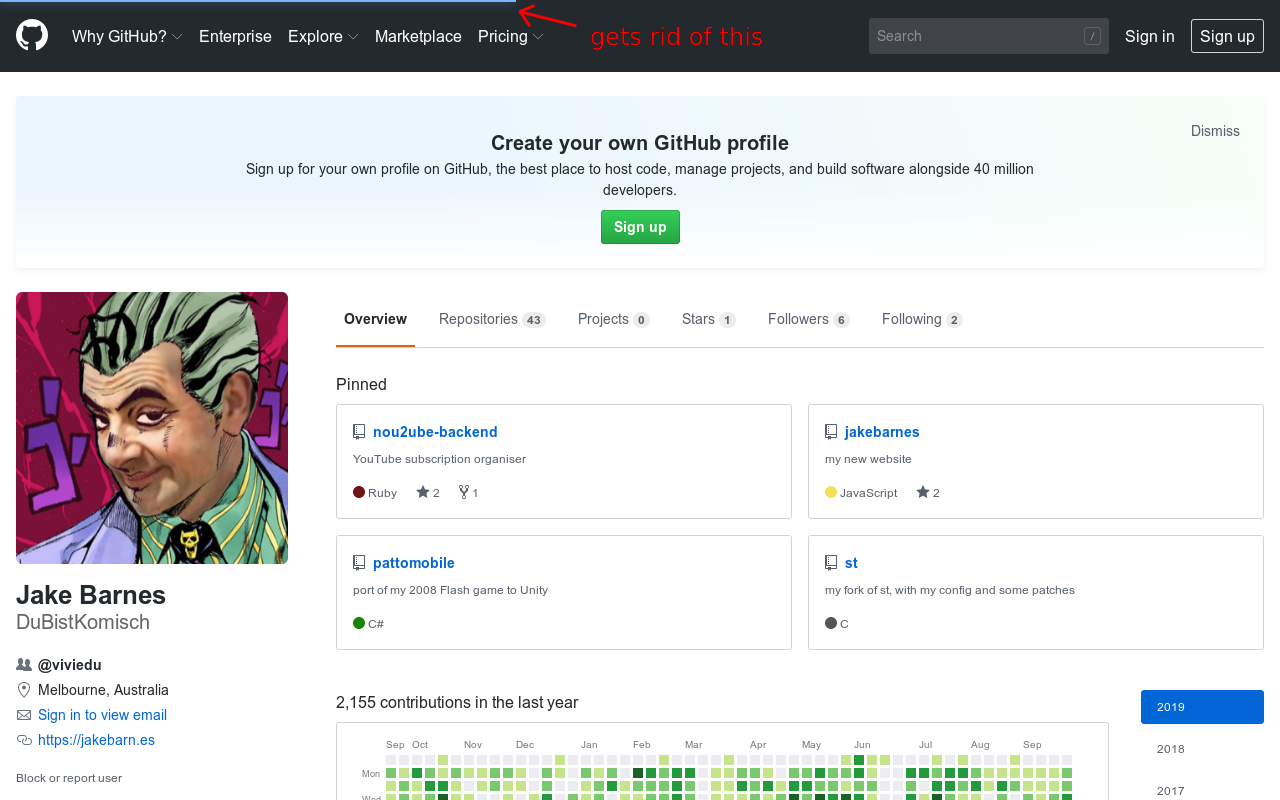 Why GitHub? Enterprise Explore Marketplace Pricing
gets rid of this
Search / Sign in Sign up
Create your own GitHub profile
Dismiss
Sign up for your own profile on GitHub, the best place to host code, manage projects, and build software alongside 40 million
developers.
Sign up
Overview Repositories 43 Projects 0 Stars 1 Followers 6 Following 2
Pinned
nou2ube-backend
YouTube subscription organiser
Ruby 2 1
jakebarnes
my new website
JavaScript 2
pattomobile
port of my 2008 Flash game to Unity
C#
st
my fork of st, with my config and some patches
C
Jake Barnes
DuBistKomisch
@viviedu
Melbourne, Australia
Sign in to view email
https://jakebarn.es
Block or report user
2,155 contributions in the last year
Sep Oct Nov Dec Jan Feb Mar Apr May Jun Jul Aug Sep
Mon
Wed
2019
2018
2017